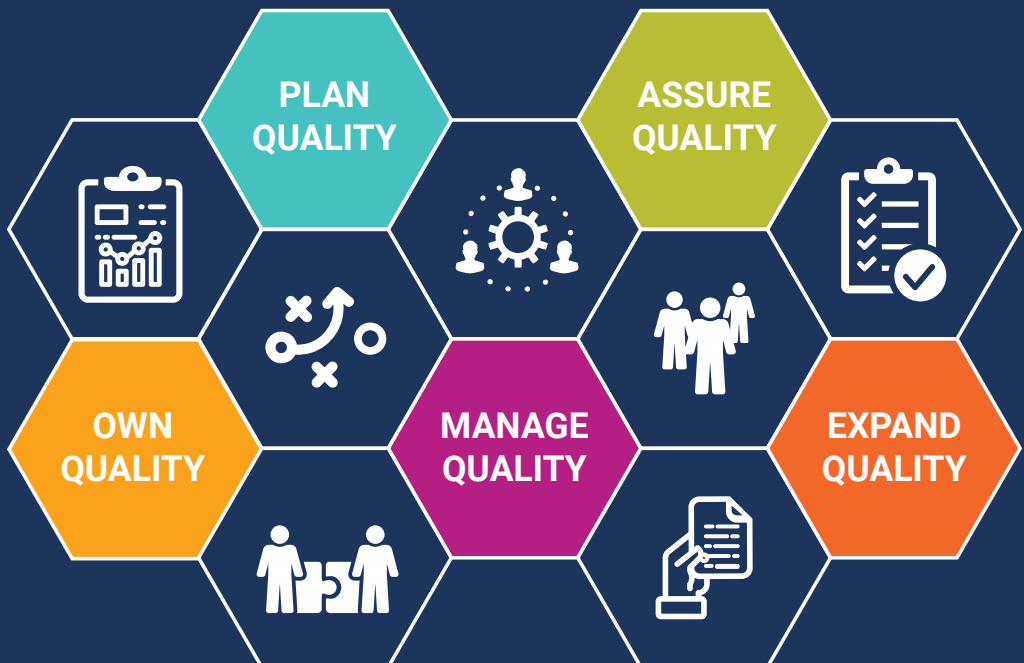 PLAN
QUALITY
ASSURE
QUALITY
OWN
QUALITY
MANAGE
QUALITY
EXPAND
QUALITY